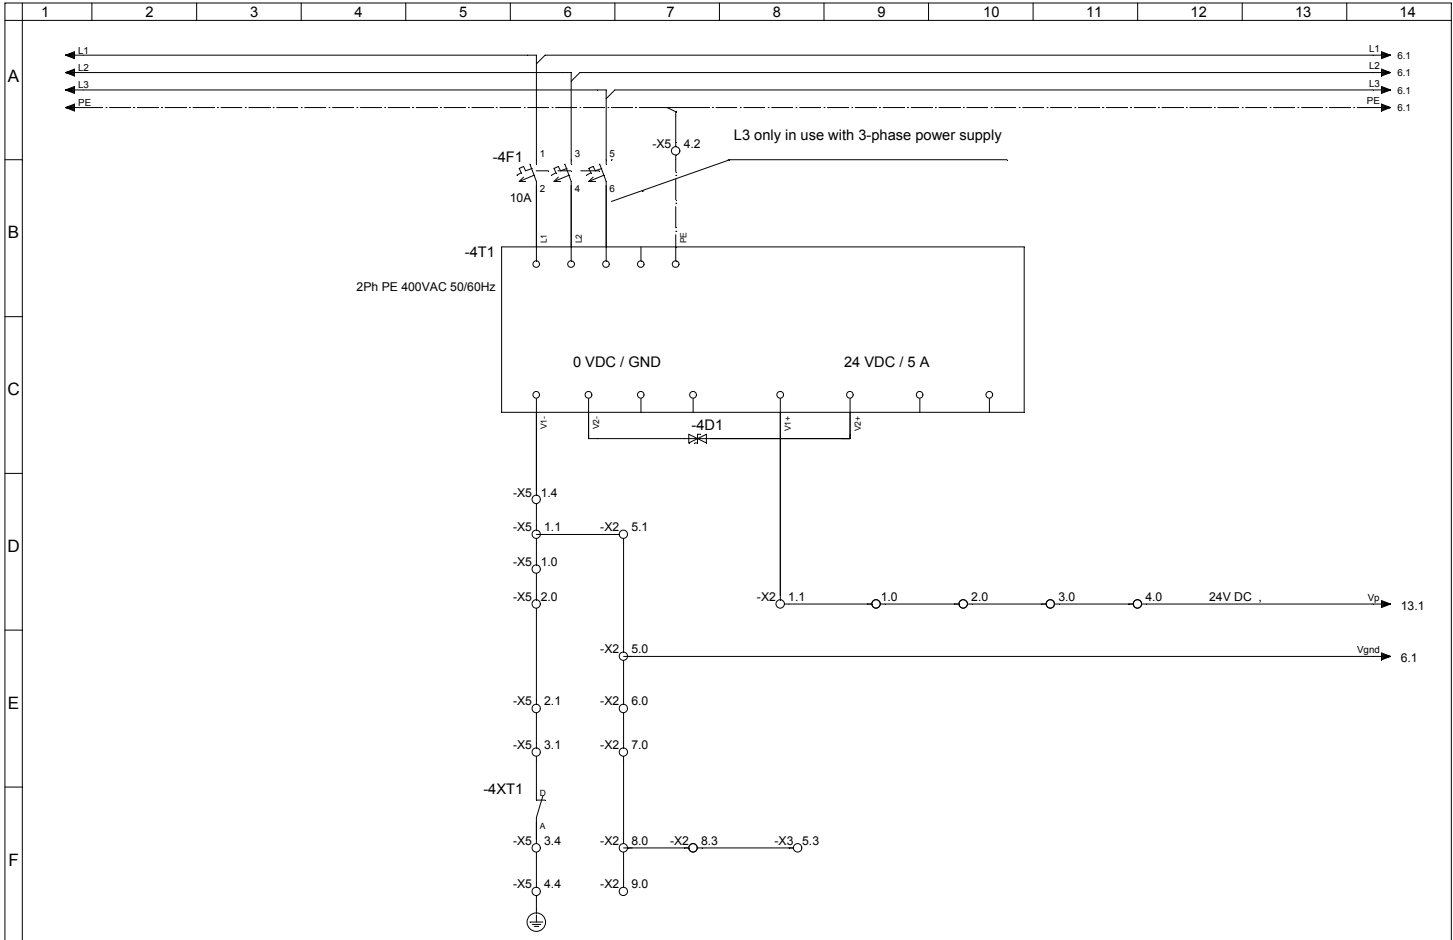 1 2 3 4 5 6 7 8 9 10 11 12 13 14
A
L1 L1 6.1
L2 L2 6.1
L3 L3 6.1
PE PE 6.1
L3 only in use with 3-phase power supply
-X5 4.2
-4F1 1 3 5
2 4 6
10A
B
L1 L2 PE
-4T1
2Ph PE 400VAC 50/60Hz
C
0 VDC / GND 24 VDC / 5 A
V1- V2- V1+ V2+
-4D1
-X5 1.4
-X5 1.1 -X2 5.1
D
-X5 1.0
-X5 2.0 -X2 1.1 1.0 2.0 3.0 4.0 24V DC , Vp 13.1
-X2 5.0 Vgnd 6.1
E
-X5 2.1 -X2 6.0
-X5 3.1 -X2 7.0
-4XT1 D
A
-X5 3.4 -X2 8.0 -X2 8.3 -X3 5.3
F
-X5 4.4 -X2 9.0